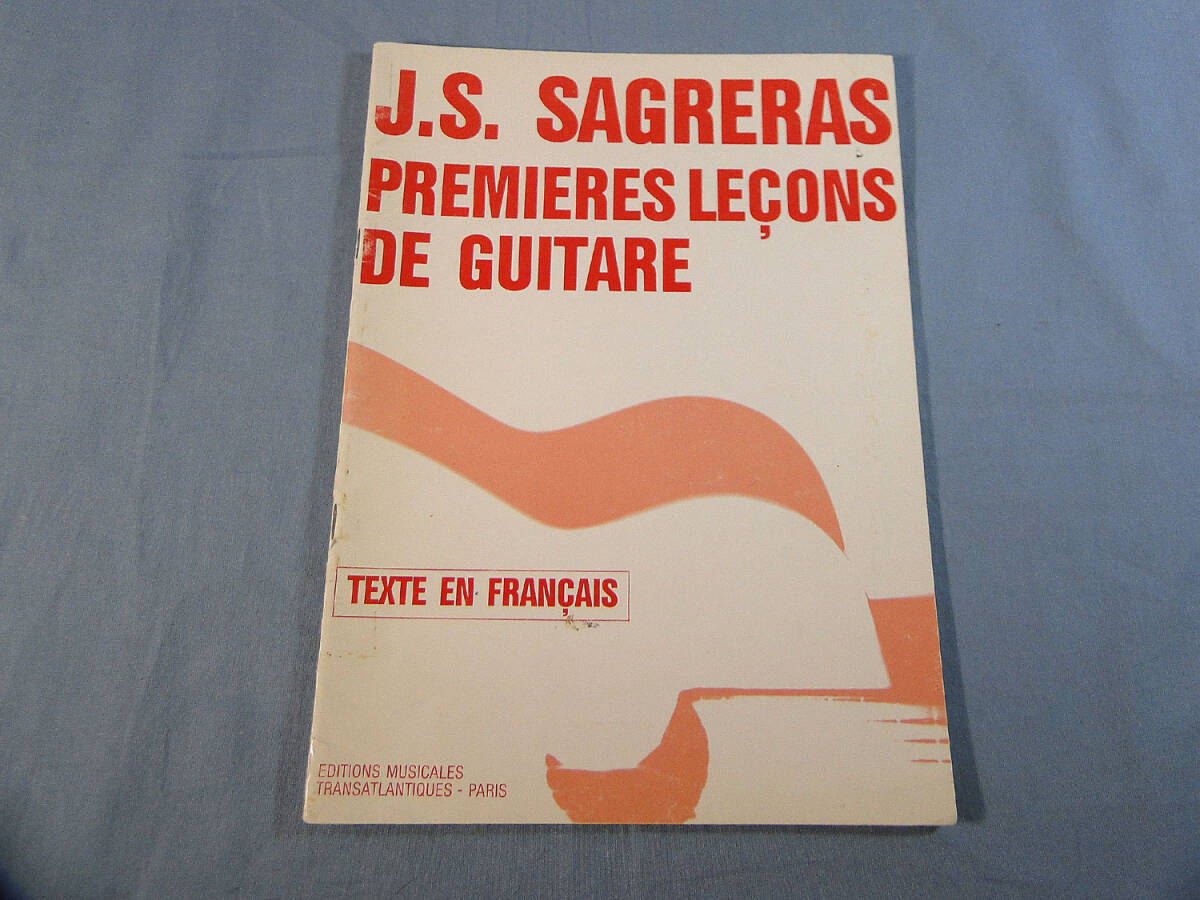 J.S. SAGRERAS
PREMIERES LEÇONS
DE GUITARE
TEXTE EN FRANÇAIS
EDITIONS MUSICALES
TRANSATLANTIQUES - PARIS